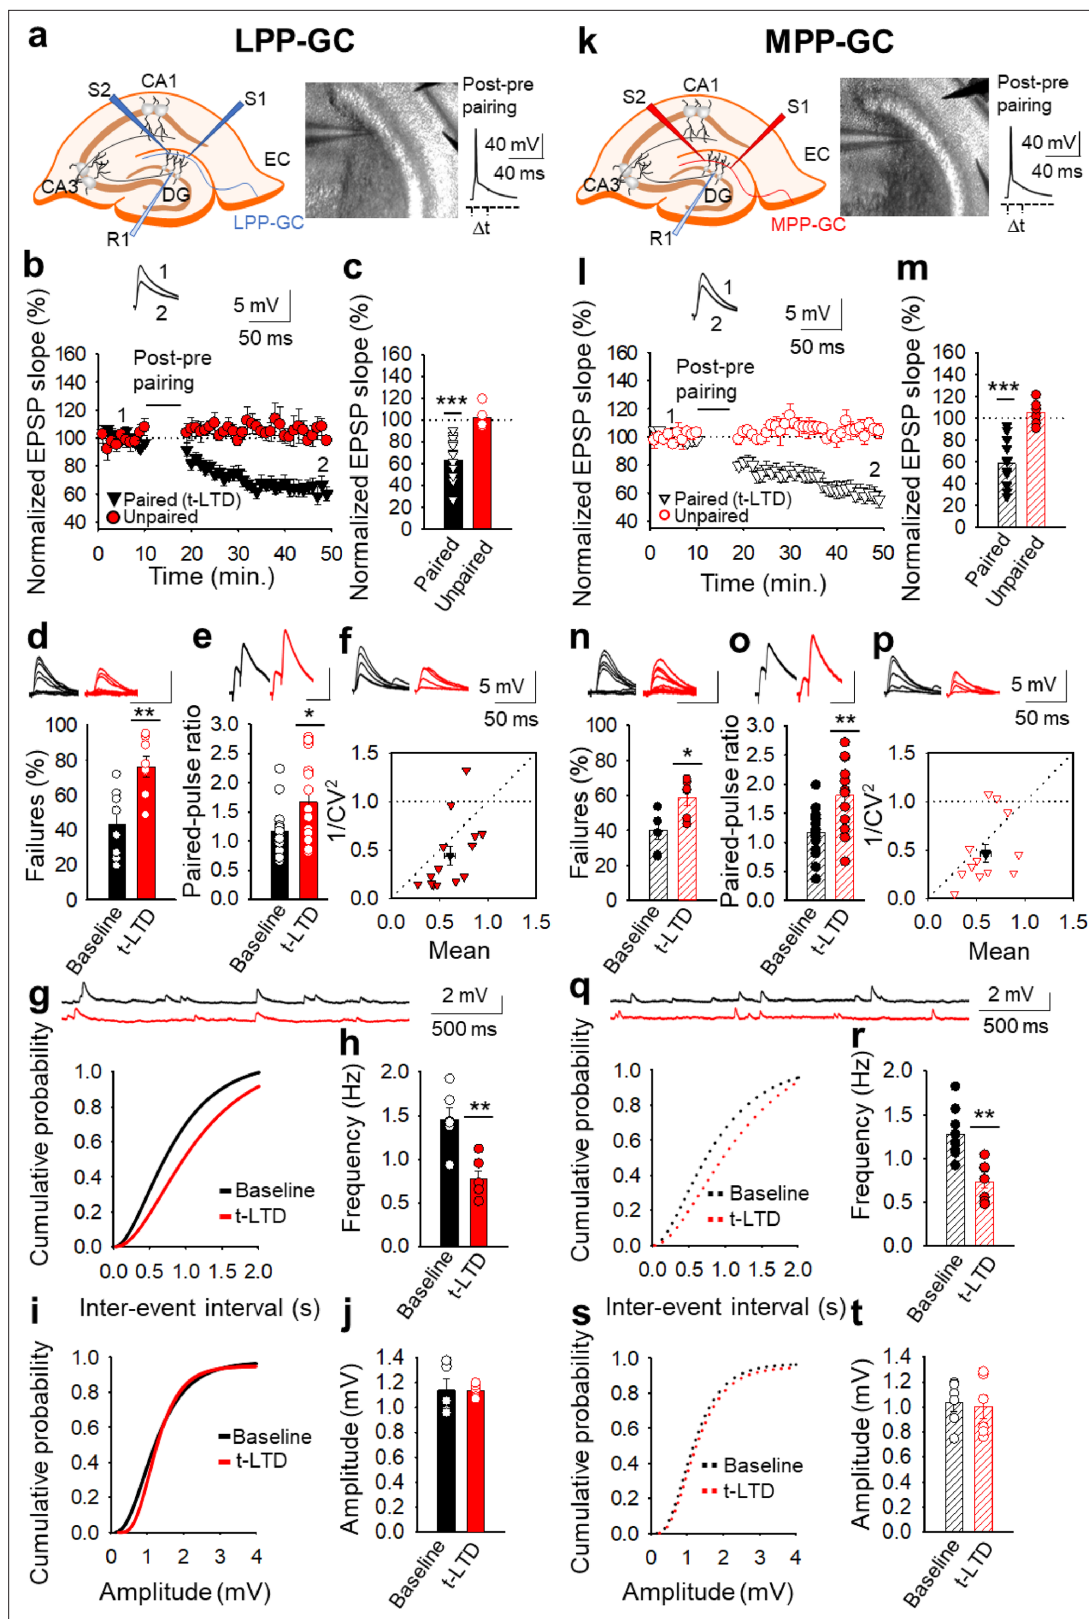 a
LPP-GC
S2
CA1
S1
EC
CA3
DG
R1
LPP-GC
Post-pre
pairing
40 mV
40 ms
Δt
k
MPP-GC
S2
CA1
S1
EC
CA3
DG
R1
MPP-GC
Post-pre
pairing
40 mV
40 ms
Δt
b
1
2
5 mV
50 ms
Normalized EPSP slope (%)
160
140
120
100
80
60
40
Post-pre
pairing
1
2
Paired (t-LTD)
Unpaired
0 10 20 30 40 50
Time (min.)
c
Normalized EPSP slope (%)
160
140
120
100
80
60
40
20
0
***
Paired
Unpaired
l
1
2
5 mV
50 ms
Normalized EPSP slope (%)
160
140
120
100
80
60
40
Post-pre
pairing
1
2
Paired (t-LTD)
Unpaired
0 10 20 30 40 50
Time (min.)
m
Normalized EPSP slope (%)
160
140
120
100
80
60
40
20
0
***
Paired
Unpaired
d
Failures (%)
100
80
60
40
20
0
**
Baseline
t-LTD
e
Paired-pulse ratio
3.0
2.5
2.0
1.5
1.0
0.5
0.0
*
Baseline
t-LTD
f
5 mV
50 ms
1/CV²
1.5
1.0
0.5
0.0
0.0 0.5 1.0 1.5
Mean
n
Failures (%)
100
80
60
40
20
0
*
Baseline
t-LTD
o
Paired-pulse ratio
3.0
2.5
2.0
1.5
1.0
0.5
0.0
**
Baseline
t-LTD
p
5 mV
50 ms
1/CV²
1.5
1.0
0.5
0.0
0.0 0.5 1.0 1.5
Mean
g
2 mV
500 ms
Cumulative probability
1.0
0.8
0.6
0.4
0.2
0.0
Baseline
t-LTD
0.0 0.5 1.0 1.5 2.0
Inter-event interval (s)
h
Frequency (Hz)
2.0
1.5
1.0
0.5
0.0
**
Baseline
t-LTD
q
2 mV
500 ms
Cumulative probability
1.0
0.8
0.6
0.4
0.2
0.0
Baseline
t-LTD
0.0 0.5 1.0 1.5 2.0
Inter-event interval (s)
r
Frequency (Hz)
2.0
1.5
1.0
0.5
0.0
**
Baseline
t-LTD
i
Cumulative probability
1.0
0.8
0.6
0.4
0.2
0.0
Baseline
t-LTD
0 1 2 3 4
Amplitude (mV)
j
Amplitude (mV)
1.4
1.2
1.0
0.8
0.6
0.4
0.2
0.0
Baseline
t-LTD
s
Cumulative probability
1.0
0.8
0.6
0.4
0.2
0.0
Baseline
t-LTD
0 1 2 3 4
Amplitude (mV)
t
Amplitude (mV)
1.4
1.2
1.0
0.8
0.6
0.4
0.2
0.0
Baseline
t-LTD